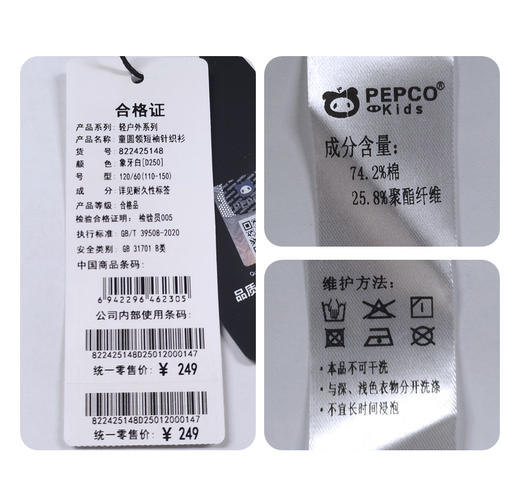 合格证
产品系列: 轻户外系列
产品名称: 童圆领短袖针织衫
货 号: 822425148
颜 色: 象牙白[D250]
号 型: 120/60(110-150)
成 分: 详见耐久性标签
产品等级: 合格品
检验合格证明: 检验员005
执行标准: GB/T 39508-2020
安全类别: GB 31701 B类
中国商品条码:
6 942296 462305
公司内部使用条码:
822425148D25012000147
统一零售价: ¥ 249
822425148D25012000147
统一零售价: ¥ 249
品质
PEPCO®
Kids
成分含量:
74.2%棉
25.8%聚酯纤维
维护方法:
• 本品不可干洗
• 与深、浅色衣物分开洗涤
• 不宜长时间浸泡